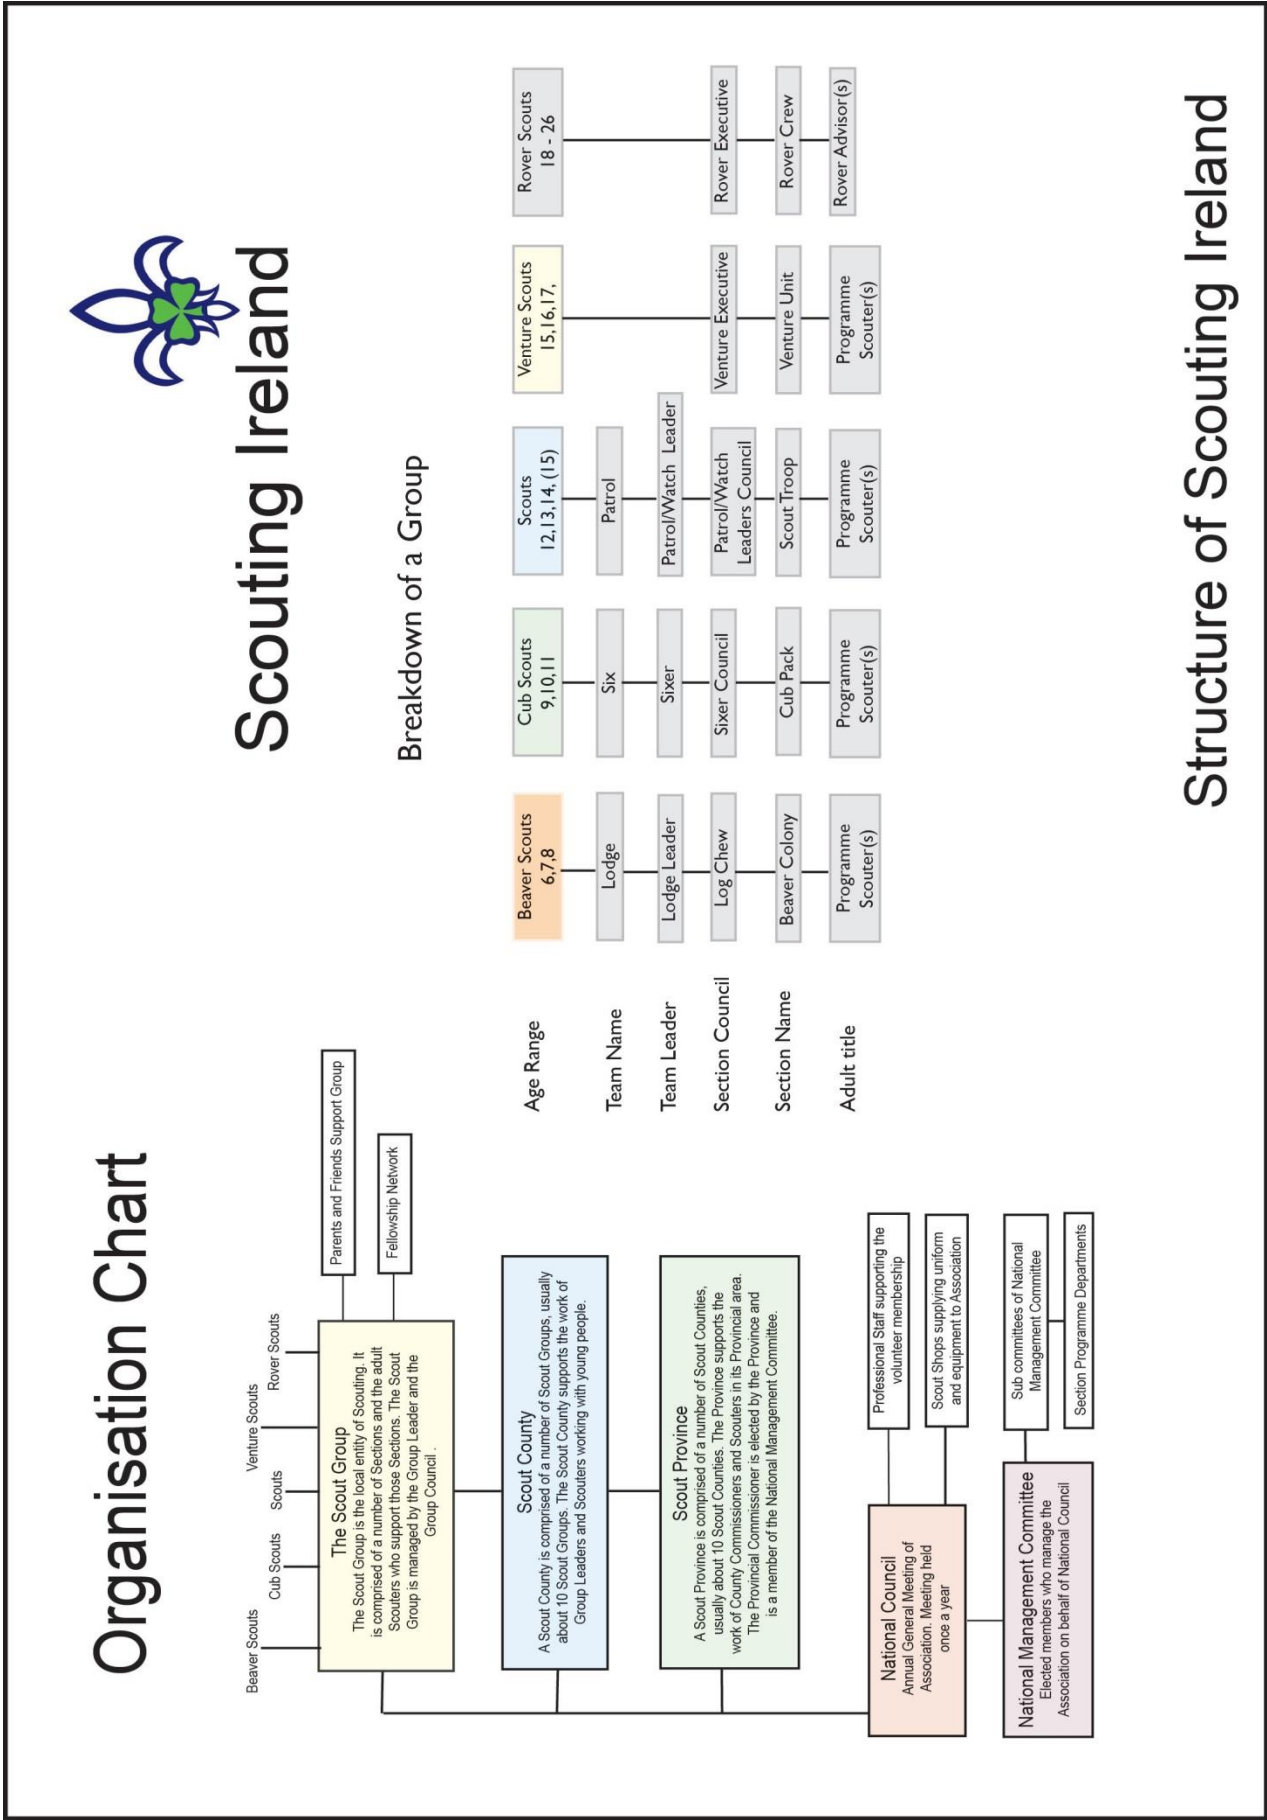 Organisation Chart
Beaver Scouts
Cub Scouts
Scouts
Venture Scouts
Rover Scouts
The Scout Group
The Scout Group is the local entity of Scouting. It
is comprised of a number of Sections and the adult
Scouters who support those Sections. The Scout
Group is managed by the Group Leader and the
Group Council .
Parents and Friends Support Group
Fellowship Network
Scout County
A Scout County is comprised of a number of Scout Groups, usually
about 10 Scout Groups. The Scout County supports the work of
Group Leaders and Scouters working with young people.
Scout Province
A Scout Province is comprised of a number of Scout Counties,
usually about 10 Scout Counties. The Province supports the
work of County Commissioners and Scouters in its Provincial area.
The Provincial Commissioner is elected by the Province and
is a member of the National Management Committee.
National Council
Annual General Meeting of
Association. Meeting held
once a year
Professional Staff supporting the
volunteer membership
Scout Shops supplying uniform
and equipment to Association
National Management Committee
Elected members who manage the
Association on behalf of National Council
Sub committees of National
Management Committee
Section Programme Departments
Scouting Ireland
Breakdown of a Group
Age Range
Beaver Scouts
6,7,8
Cub Scouts
9,10,11
Scouts
12,13,14, (15)
Venture Scouts
15,16,17,
Rover Scouts
18 - 26
Team Name
Lodge
Six
Patrol
Team Leader
Lodge Leader
Sixer
Patrol/Watch Leader
Section Council
Log Chew
Sixer Council
Patrol/Watch
Leaders Council
Venture Executive
Rover Executive
Section Name
Beaver Colony
Cub Pack
Scout Troop
Venture Unit
Rover Crew
Adult title
Programme
Scouter(s)
Programme
Scouter(s)
Programme
Scouter(s)
Programme
Scouter(s)
Rover Advisor(s)
Structure of Scouting Ireland